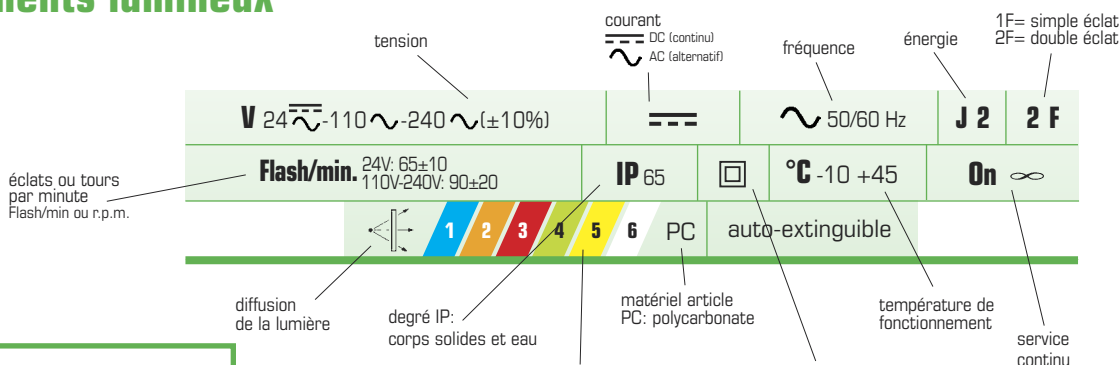 courant
DC (continu)
AC (alternatif)
1F= simple éclat
2F= double éclat
tension
fréquence
énergie
V 24 -110 -240 (±10%)
50/60 Hz
J 2
2 F
éclats ou tours
par minute
Flash/min ou r.p.m.
Flash/min. 24V: 65±10
110V-240V: 90±20
IP 65
°C -10 +45
On ∞
1 2 3 4 5 6 PC
auto-extinguible
diffusion
de la lumière
degré IP:
corps solides et eau
matériel article
PC: polycarbonate
température de
fonctionnement
service
continu